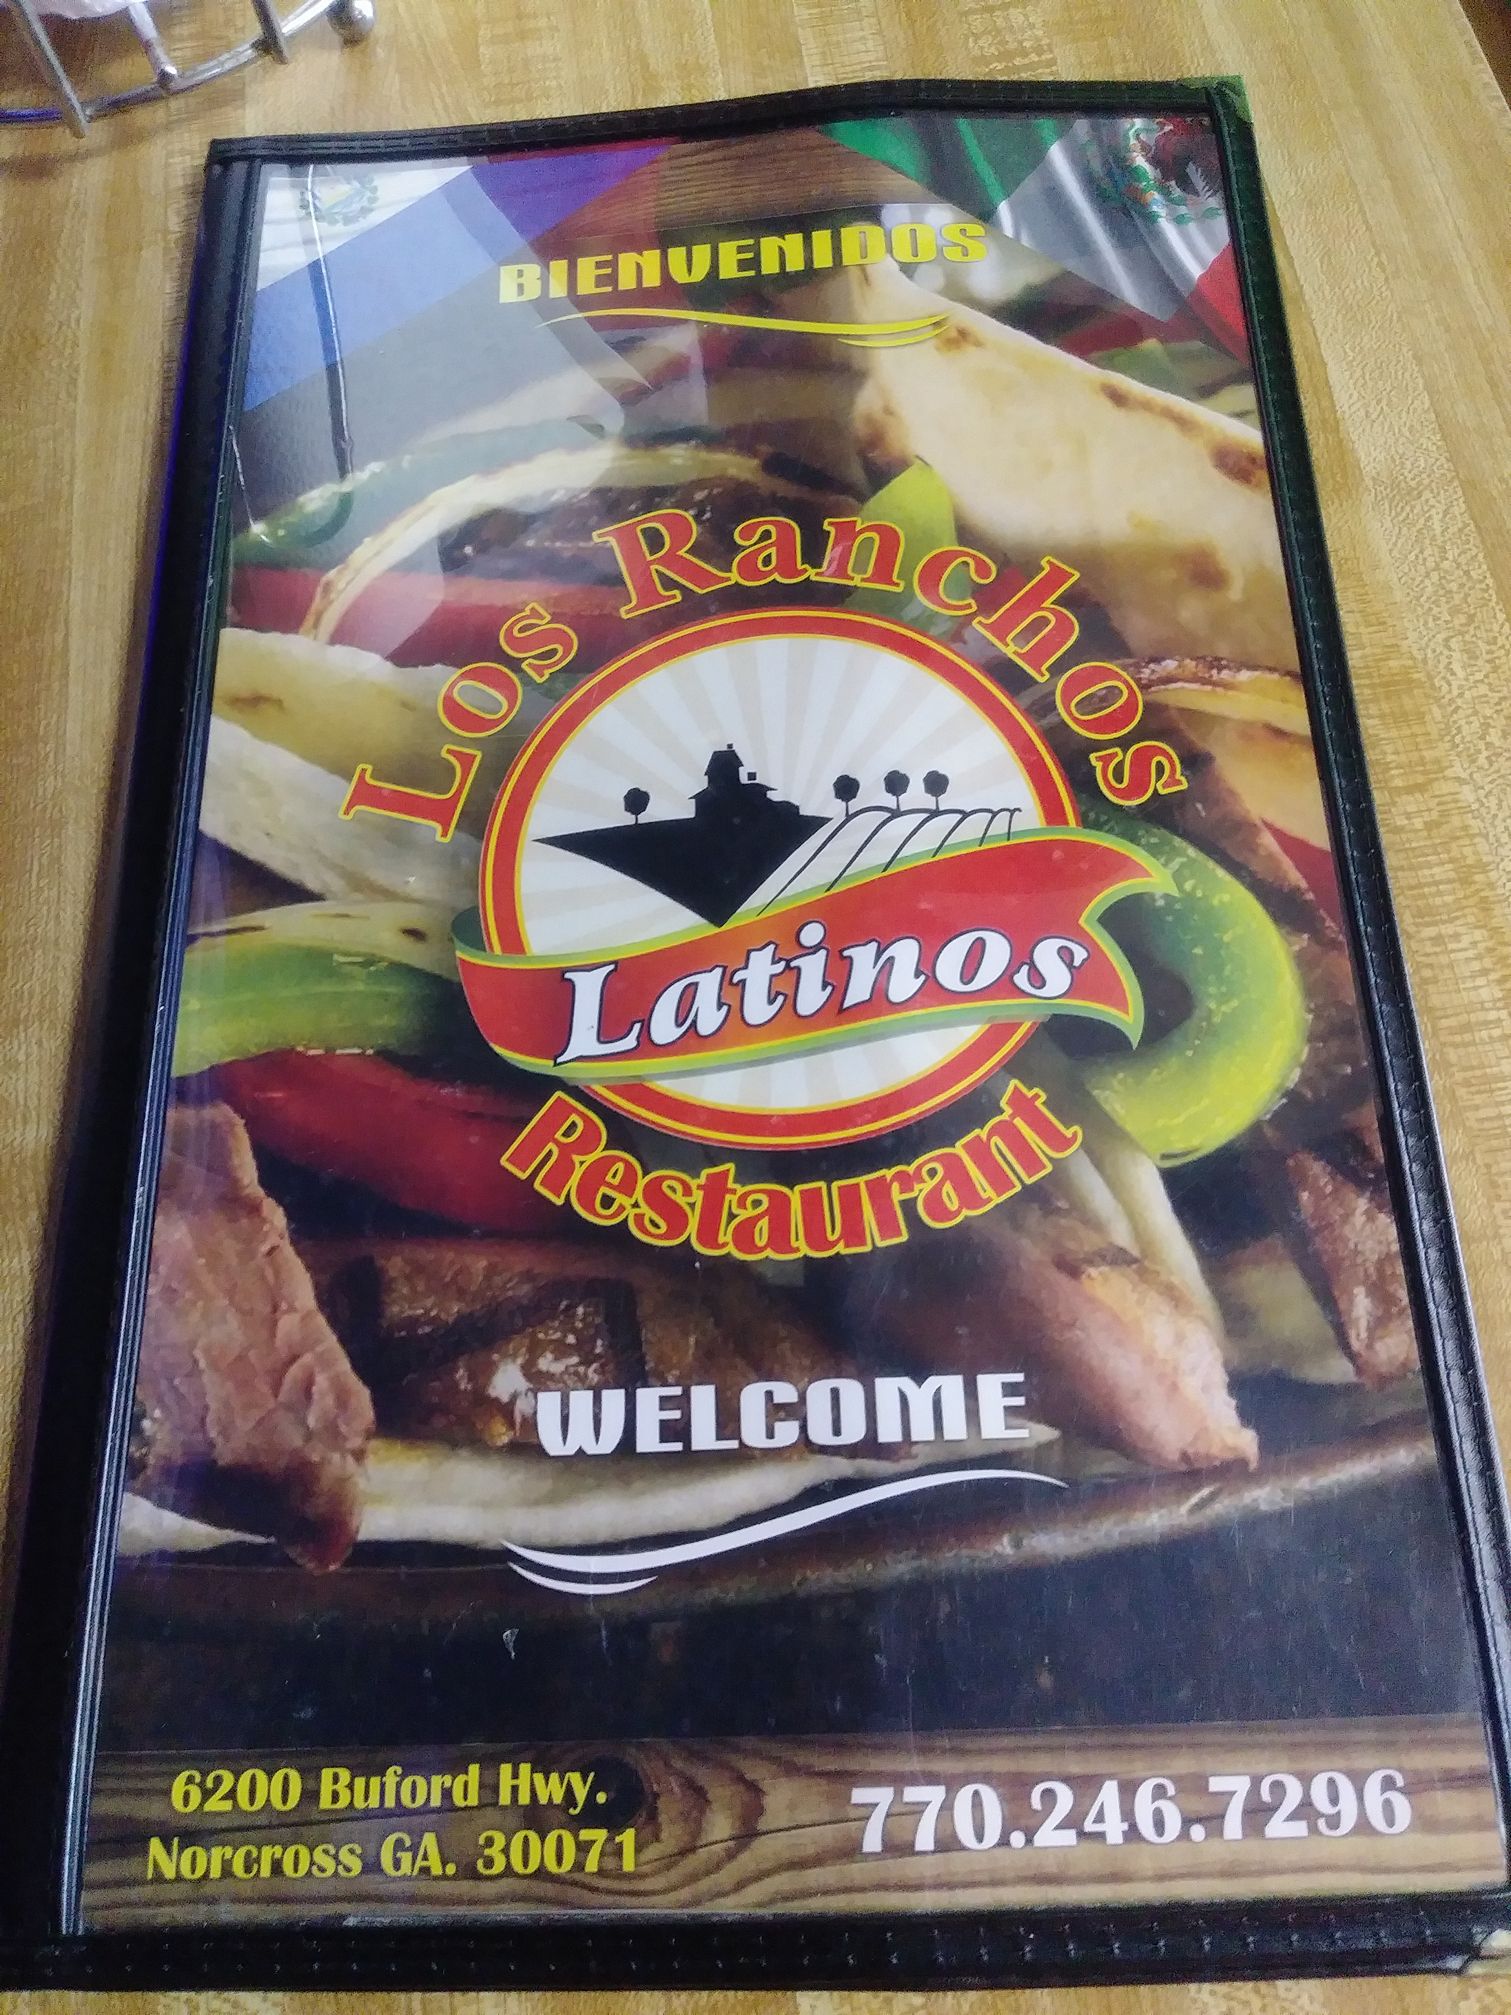 BIENVENIDOS
Los Ranchos
Latinos
Restaurant
WELCOME
6200 Buford Hwy.
Norcross GA. 30071
770.246.7296